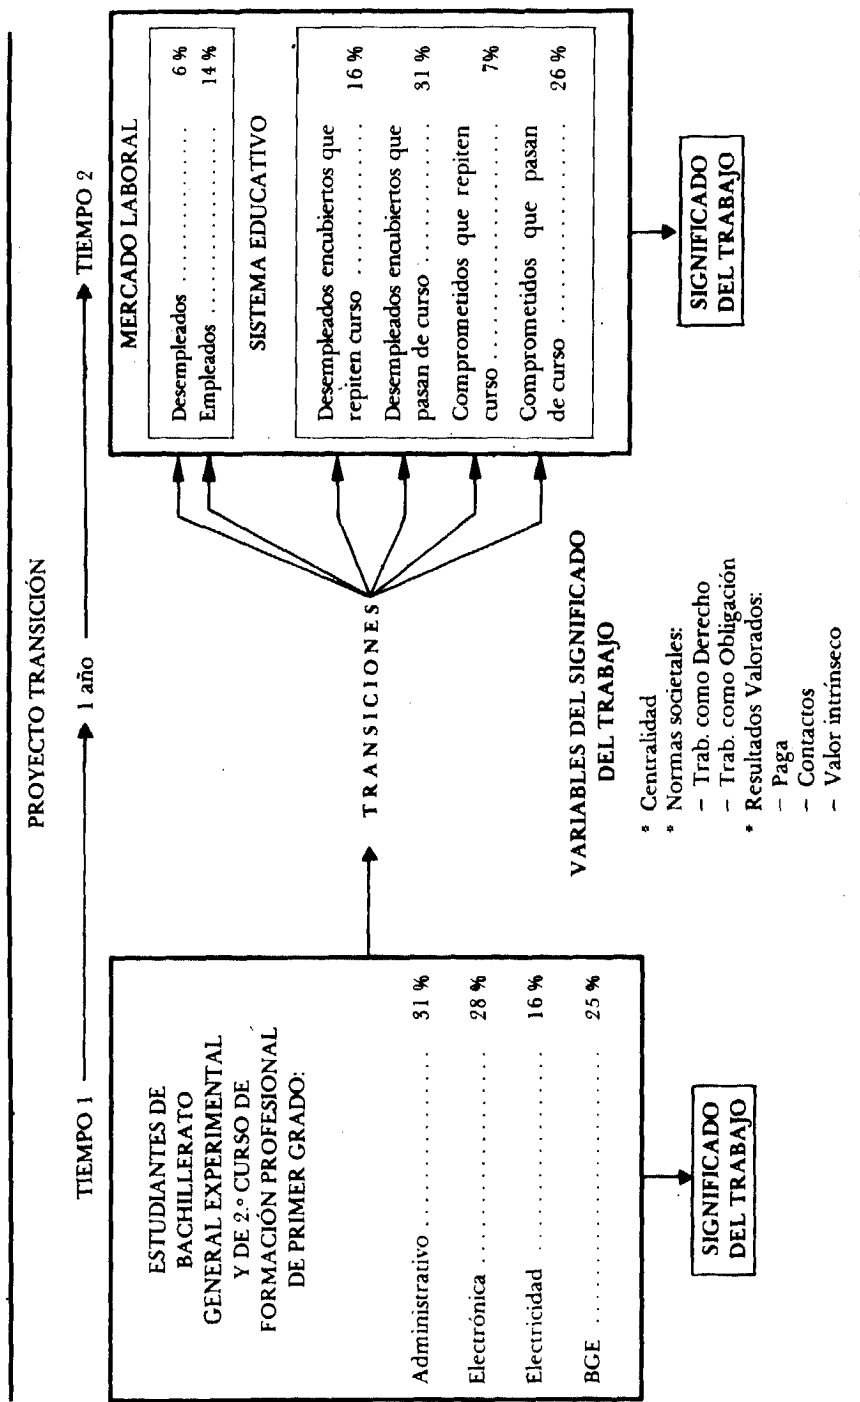 PROYECTO TRANSICIÓN
TIEMPO 1
1 año
TIEMPO 2
ESTUDIANTES DE
BACHILLERATO
GENERAL EXPERIMENTAL
Y DE 2.º CURSO DE
FORMACIÓN PROFESIONAL
DE PRIMER GRADO:
Administrativo .................... 31 %
Electrónica .................... 28 %
Electricidad .................... 16 %
BGE .................... 25 %
SIGNIFICADO
DEL TRABAJO
TRANSICIONES
VARIABLES DEL SIGNIFICADO
DEL TRABAJO
* Centralidad
* Normas societales:
– Trab. como Derecho
– Trab. como Obligación
* Resultados Valorados:
– Paga
– Contactos
– Valor intrínseco
MERCADO LABORAL
Desempleados .................... 6 %
Empleados .................... 14 %
SISTEMA EDUCATIVO
Desempleados encubiertos que
repiten curso .................... 16 %
Desempleados encubiertos que
pasan de curso .................... 31 %
Comprometidos que repiten
curso .................... 7%
Comprometidos que pasan
de curso .................... 26 %
SIGNIFICADO
DEL TRABAJO